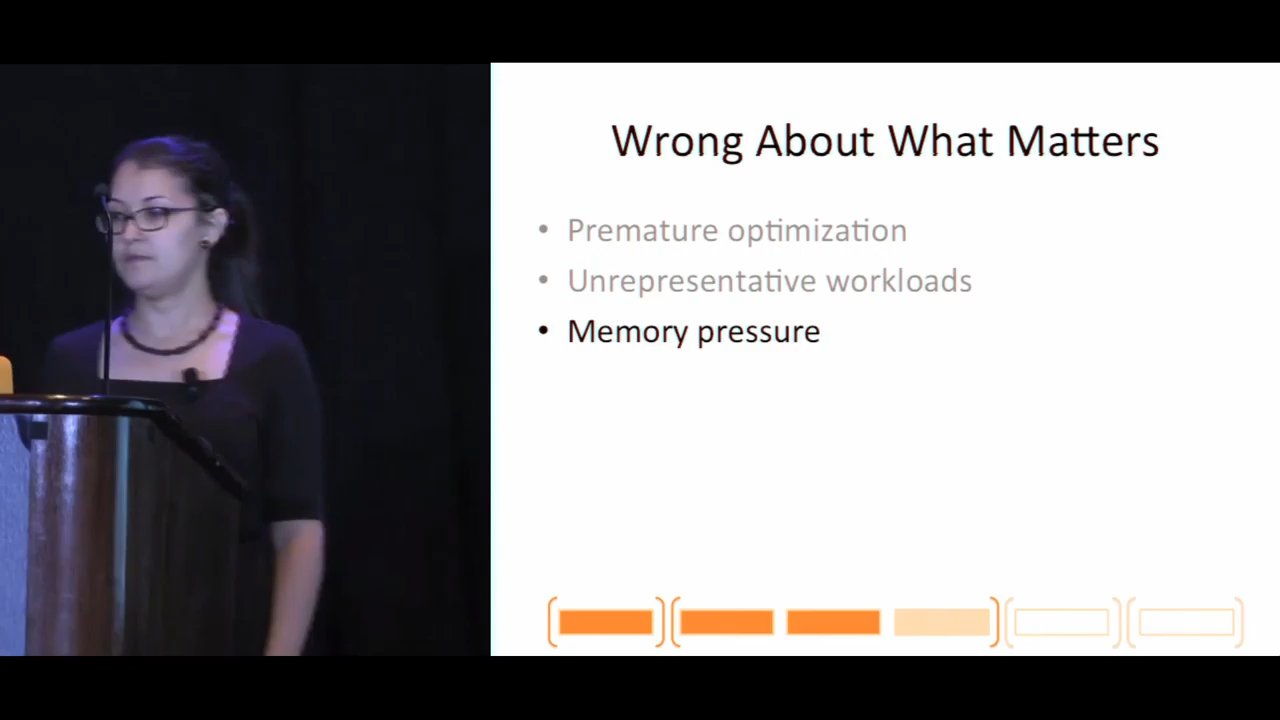 Wrong About What Matters
• Premature optimization
• Unrepresentative workloads
• Memory pressure